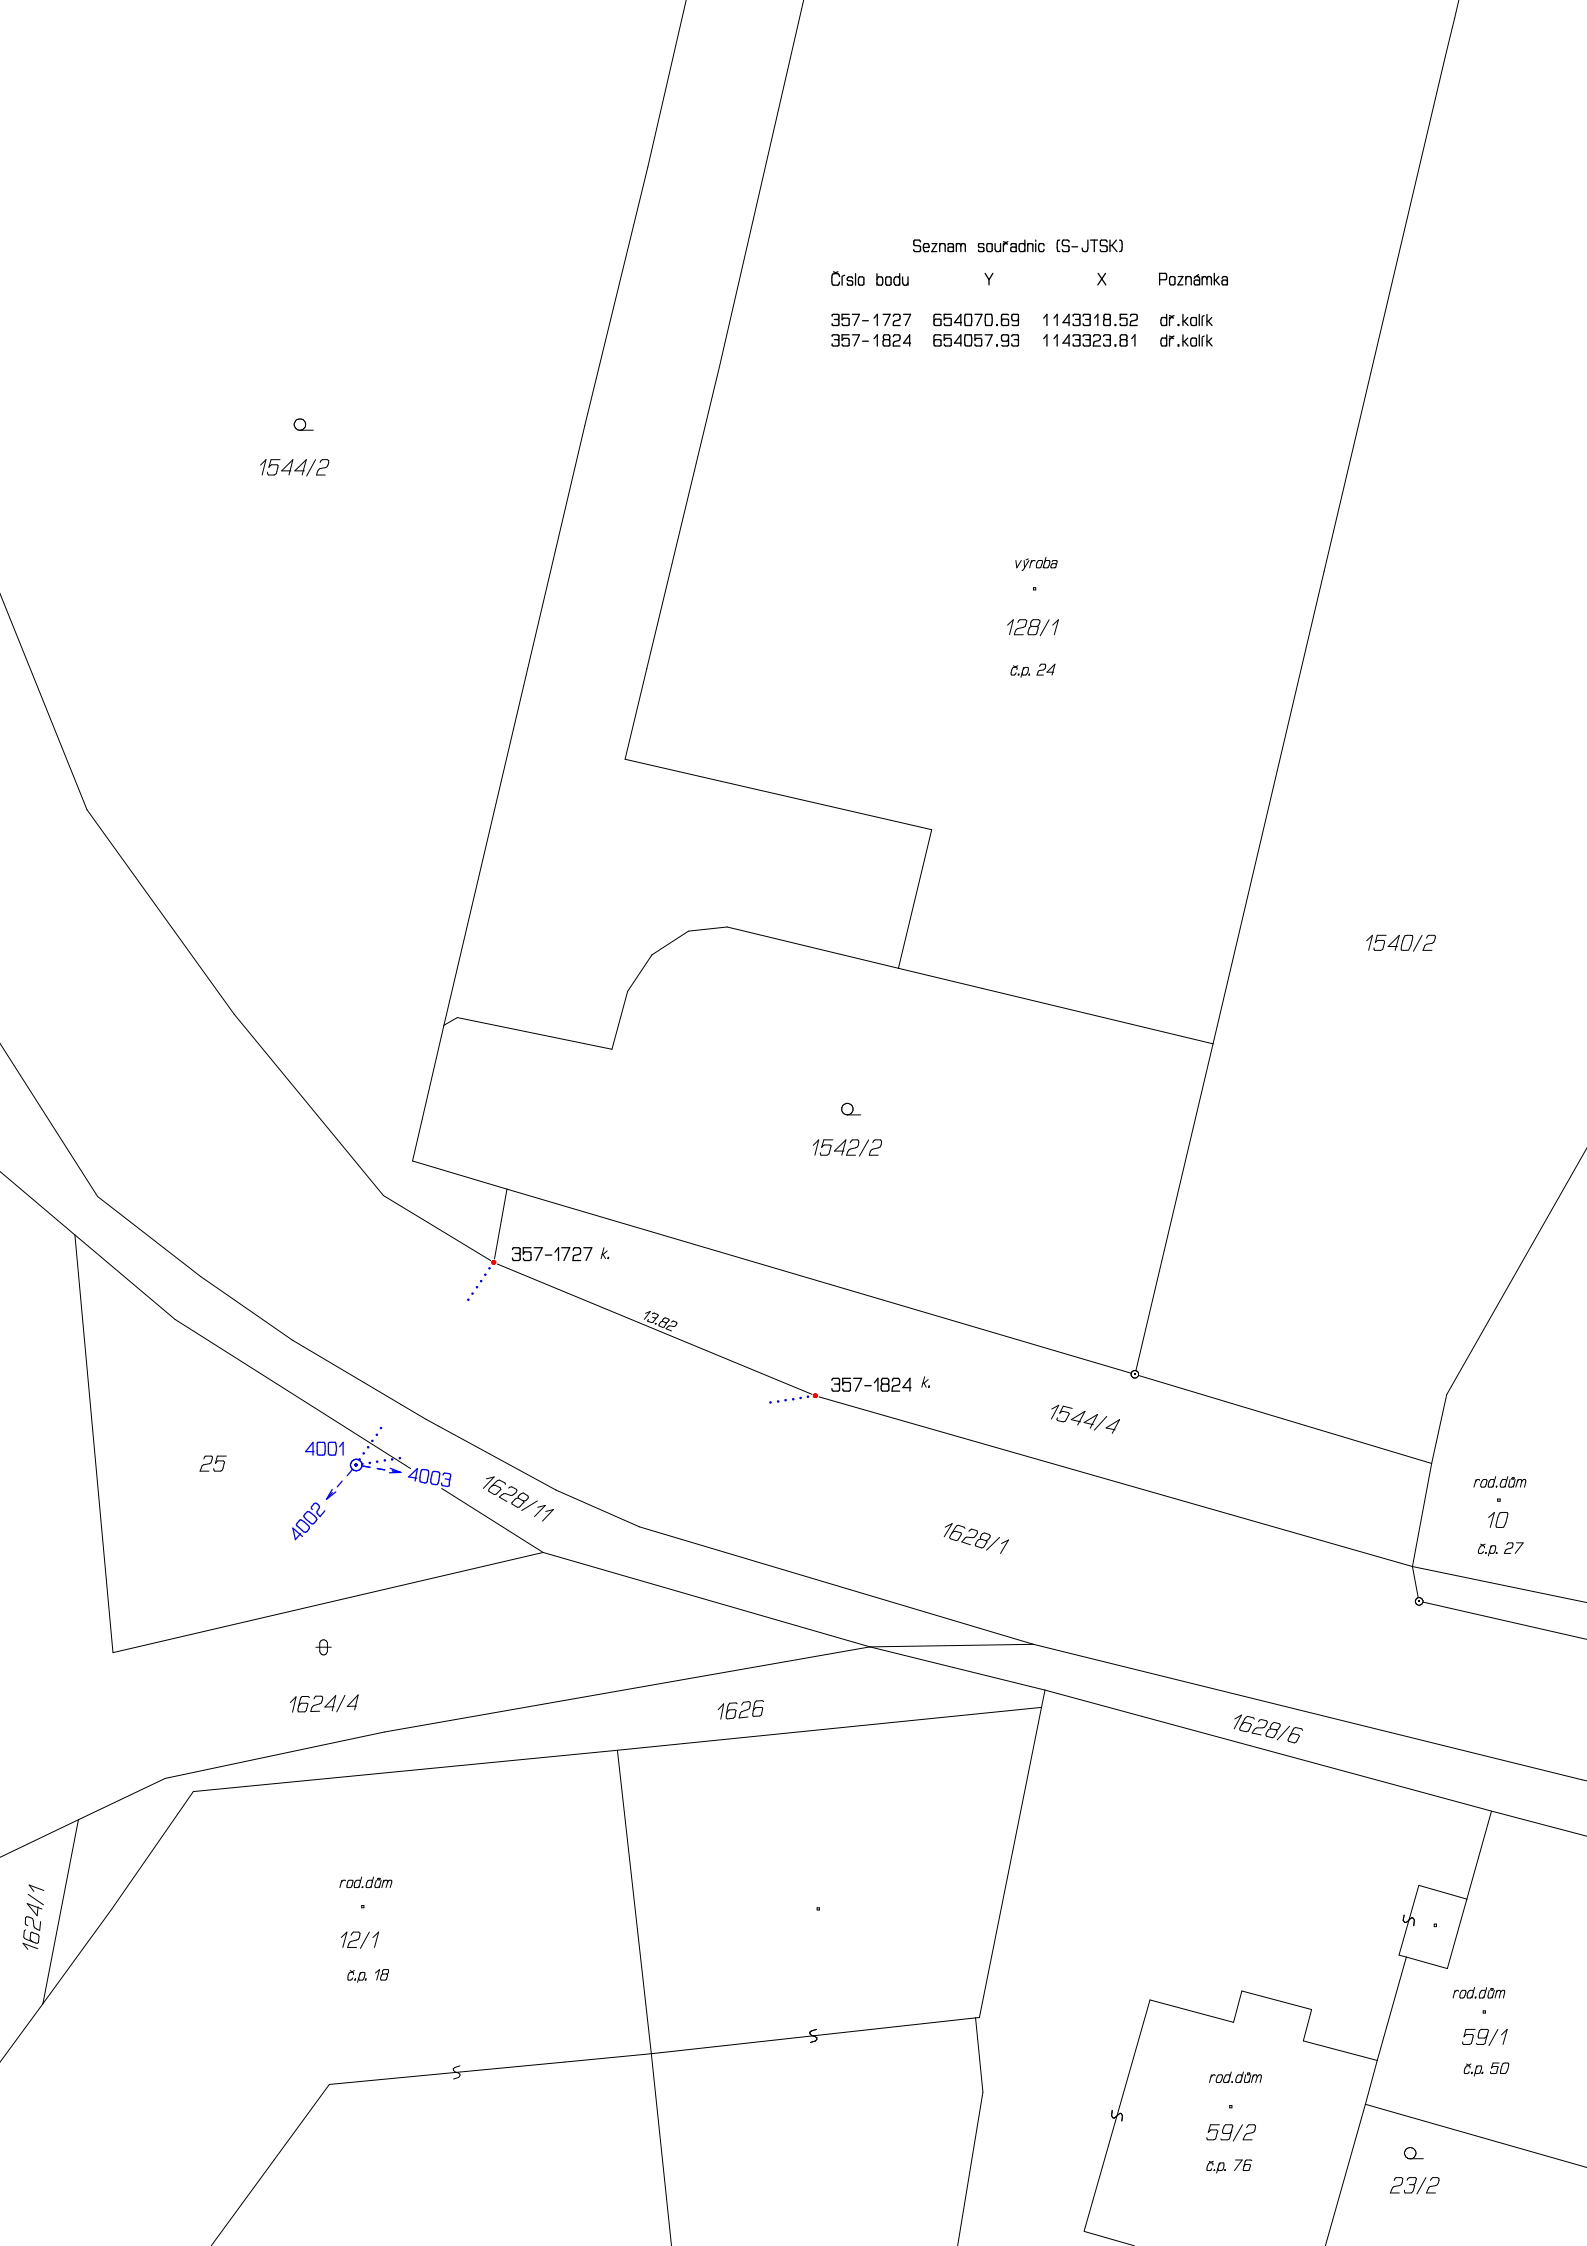 Seznam souřadnic (S-JTSK)
Číslo bodu Y X Poznámka
357-1727 654070.69 1143318.52 dř.kolík
357-1824 654057.93 1143323.81 dř.kolík
1544/2
výroba
128/1
č.p. 24
1540/2
1542/2
357-1727 k.
13.82
357-1824 k.
1544/4
4001
25
4003
4002
1628/11
1628/1
rod.dům
10
č.p. 27
1624/4
1626
1628/6
rod.dům
12/1
č.p. 18
1624/1
rod.dům
59/1
č.p. 50
rod.dům
59/2
č.p. 76
23/2